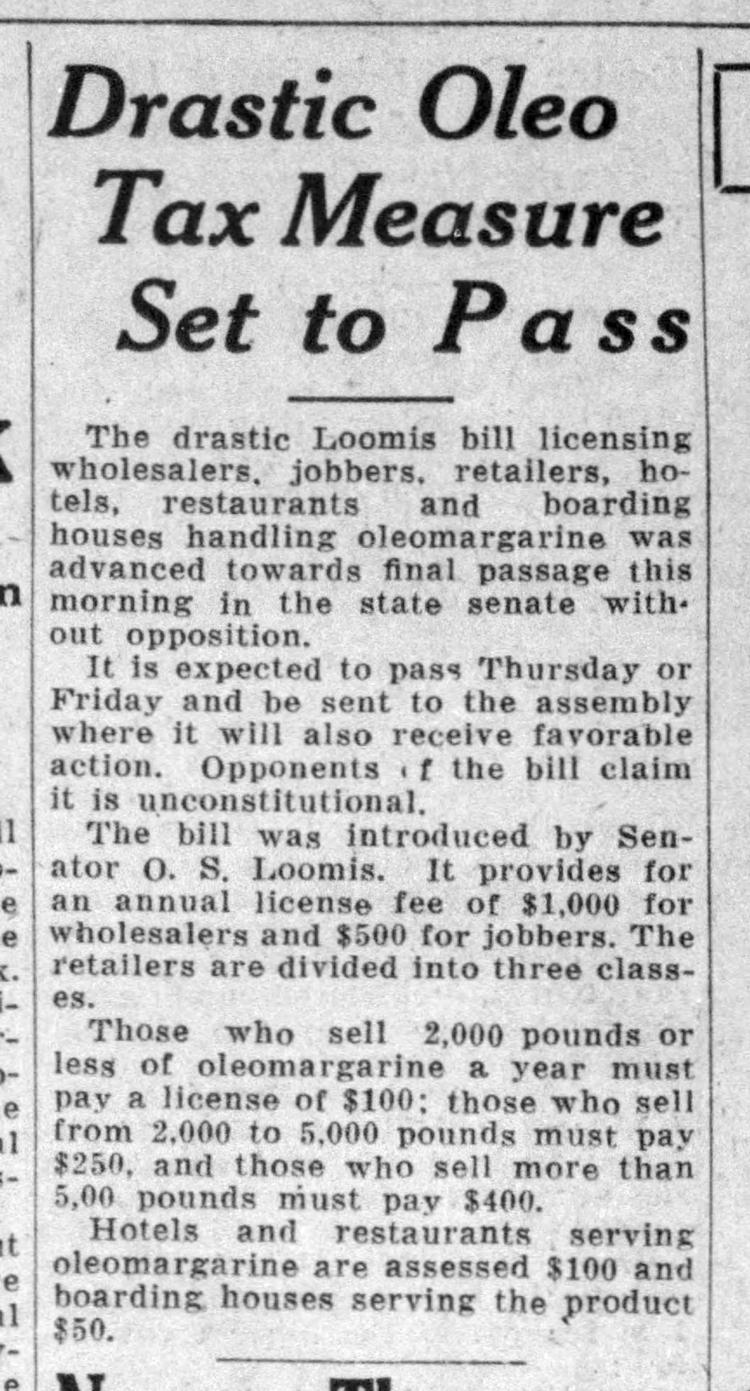 Drastic Oleo
Tax Measure
Set to Pass
The drastic Loomis bill licensing
wholesalers, jobbers, retailers, ho-
tels, restaurants and boarding
houses handling oleomargarine was
advanced towards final passage this
morning in the state senate with-
out opposition.
It is expected to pass Thursday or
Friday and be sent to the assembly
where it will also receive favorable
action. Opponents f the bill claim
it is unconstitutional.
The bill was introduced by Sen-
ator O. S. Loomis. It provides for
an annual license fee of $1,000 for
wholesalers and $500 for jobbers. The
retailers are divided into three class-
es.
Those who sell 2,000 pounds or
less of oleomargarine a year must
pay a license of $100; those who sell
from 2,000 to 5,000 pounds must pay
$250, and those who sell more than
5,00 pounds must pay $400.
Hotels and restaurants serving
oleomargarine are assessed $100 and
boarding houses serving the product
$50.